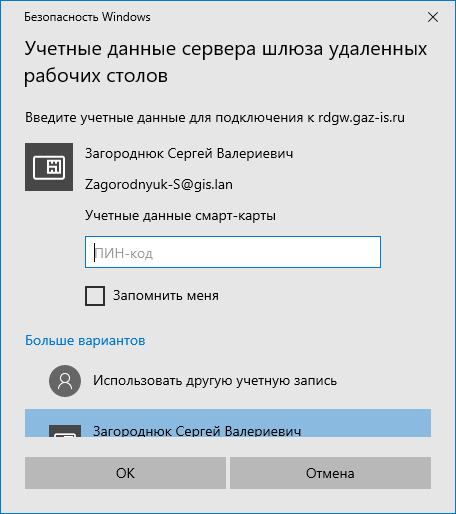 Безопасность Windows
Учетные данные сервера шлюза удаленных
рабочих столов
Введите учетные данные для подключения к rdgw.gaz-is.ru
Загороднюк Сергей Валериевич
Zagorodnyuk-S@gis.lan
Учетные данные смарт-карты
ПИН-код
Запомнить меня
Больше вариантов
Использовать другую учетную запись
Загороднюк Сергей Валериевич
OK
Отмена